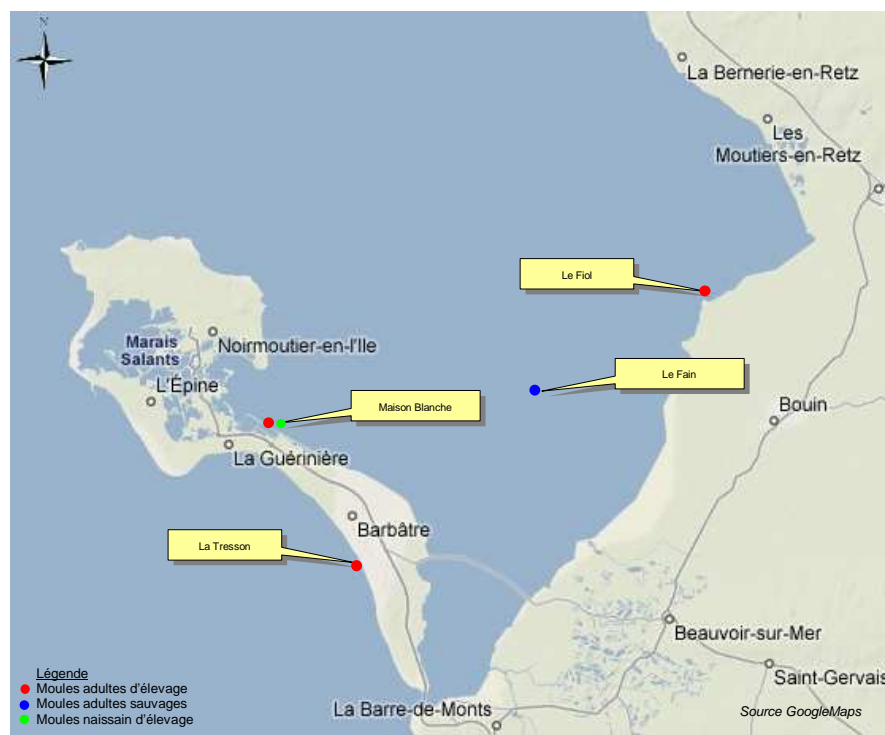 N
La Bernerie-en-Retz
Les
Moutiers-en-Retz
Le Fiol
Marais
Salants
Noirmoutier-en-l'Ile
L'Épine
Le Fain
Maison Blanche
Bouin
La Guérinière
Barbâtre
La Tresson
Beauvoir-sur-Mer
Saint-Gervais
La Barre-de-Monts
Légende
Moules adultes d'élevage
Moules adultes sauvages
Moules naissain d'élevage
Source GoogleMaps